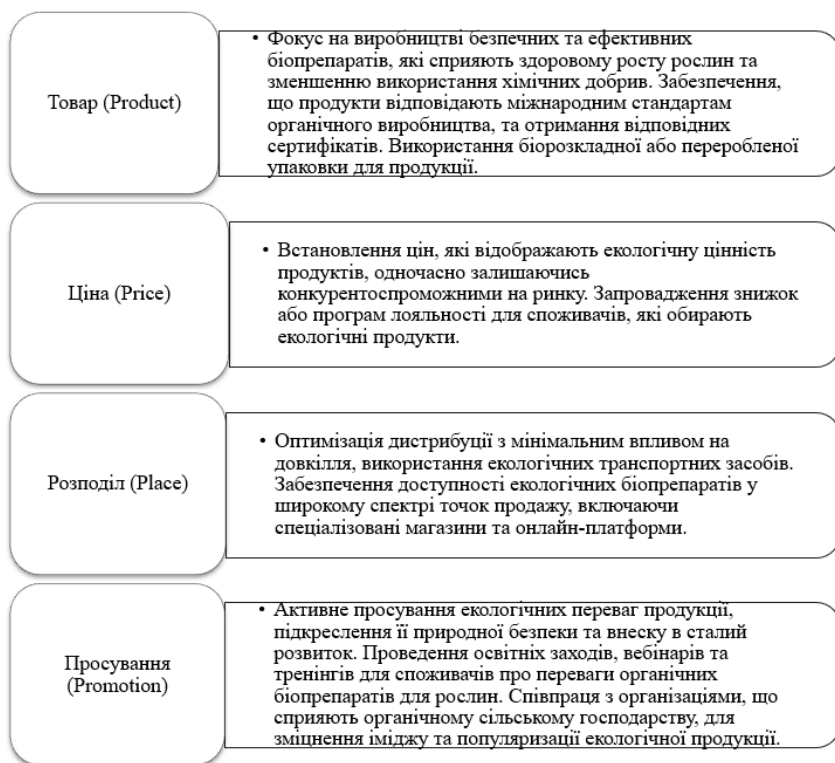 Товар (Product)
• Фокус на виробництві безпечних та ефективних
біопрепаратів, які сприяють здоровому росту рослин та
зменшенню використання хімічних добрив. Забезпечення,
що продукти відповідають міжнародним стандартам
органічного виробництва, та отримання відповідних
сертифікатів. Використання біорозкладної або переробленої
упаковки для продукції.
Ціна (Price)
• Встановлення цін, які відображають екологічну цінність
продуктів, одночасно залишаючись
конкурентоспроможними на ринку. Запровадження знижок
або програм лояльності для споживачів, які обирають
екологічні продукти.
Розподіл (Place)
• Оптимізація дистрибуції з мінімальним впливом на
довкілля, використання екологічних транспортних засобів.
Забезпечення доступності екологічних біопрепаратів у
широкому спектрі точок продажу, включаючи
спеціалізовані магазини та онлайн-платформи.
Просування
(Promotion)
• Активне просування екологічних переваг продукції,
підкреслення її природної безпеки та внеску в сталий
розвиток. Проведення освітніх заходів, вебінарів та
тренінгів для споживачів про переваги органічних
біопрепаратів для рослин. Співпраця з організаціями, що
сприяють органічному сільському господарству, для
зміцнення іміджу та популяризації екологічної продукції.